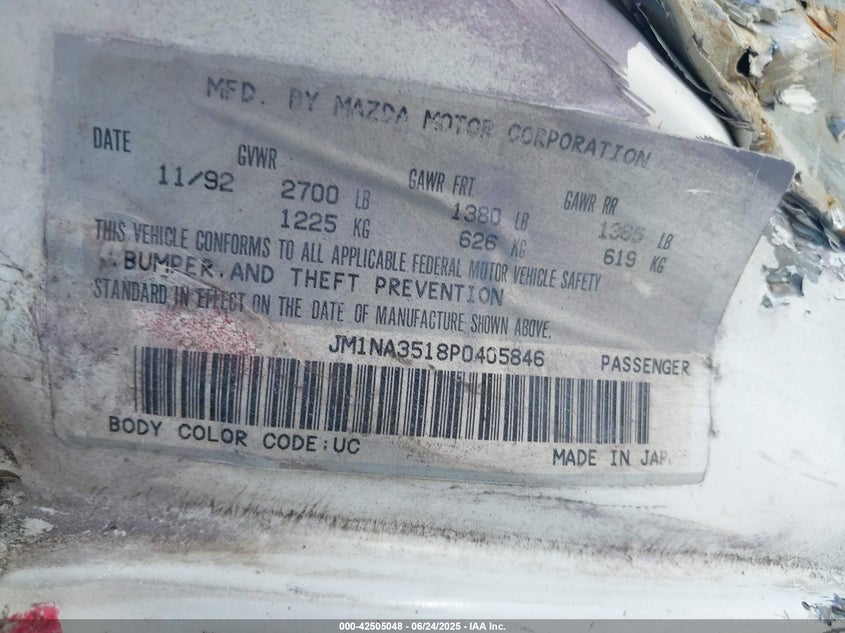 MFD. BY MAZDA MOTOR CORPORATION
DATE GVWR GAWR FRT GAWR RR
11/92 2700 LB 1380 LB LB
1225 KG 626 KG 619 KG
THIS VEHICLE CONFORMS TO ALL APPLICABLE FEDERAL MOTOR VEHICLE SAFETY
, BUMPER, AND THEFT PREVENTION
STANDARD IN EFFECT ON THE DATE OF MANUFACTURE SHOWN ABOVE.
JM1NA3518P0405846 PASSENGER
BODY COLOR CODE:UC MADE IN
000-42505048 - 06/24/2025 - IAA Inc.